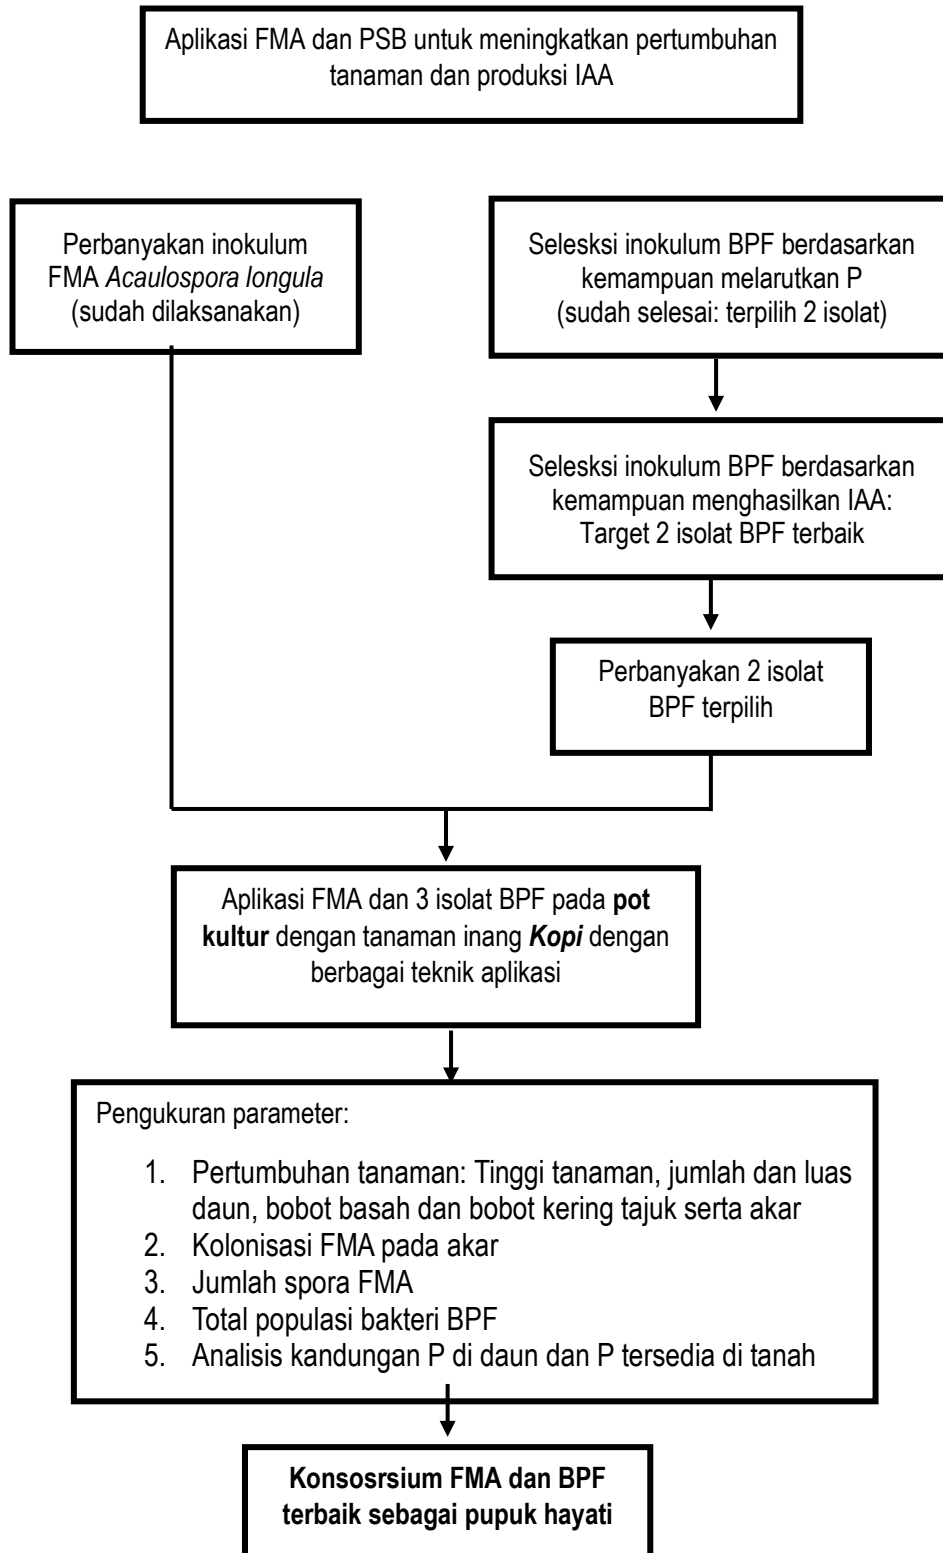 Aplikasi FMA dan PSB untuk meningkatkan pertumbuhan
tanaman dan produksi IAA
Perbanyakan inokulum
FMA Acaulospora longula
(sudah dilaksanakan)
Selesksi inokulum BPF berdasarkan
kemampuan melarutkan P
(sudah selesai: terpilih 2 isolat)
Selesksi inokulum BPF berdasarkan
kemampuan menghasilkan IAA:
Target 2 isolat BPF terbaik
Perbanyakan 2 isolat
BPF terpilih
Aplikasi FMA dan 3 isolat BPF pada pot
kultur dengan tanaman inang Kopi dengan
berbagai teknik aplikasi
Pengukuran parameter:
1. Pertumbuhan tanaman: Tinggi tanaman, jumlah dan luas
daun, bobot basah dan bobot kering tajuk serta akar
2. Kolonisasi FMA pada akar
3. Jumlah spora FMA
4. Total populasi bakteri BPF
5. Analisis kandungan P di daun dan P tersedia di tanah
Konsosrsium FMA dan BPF
terbaik sebagai pupuk hayati